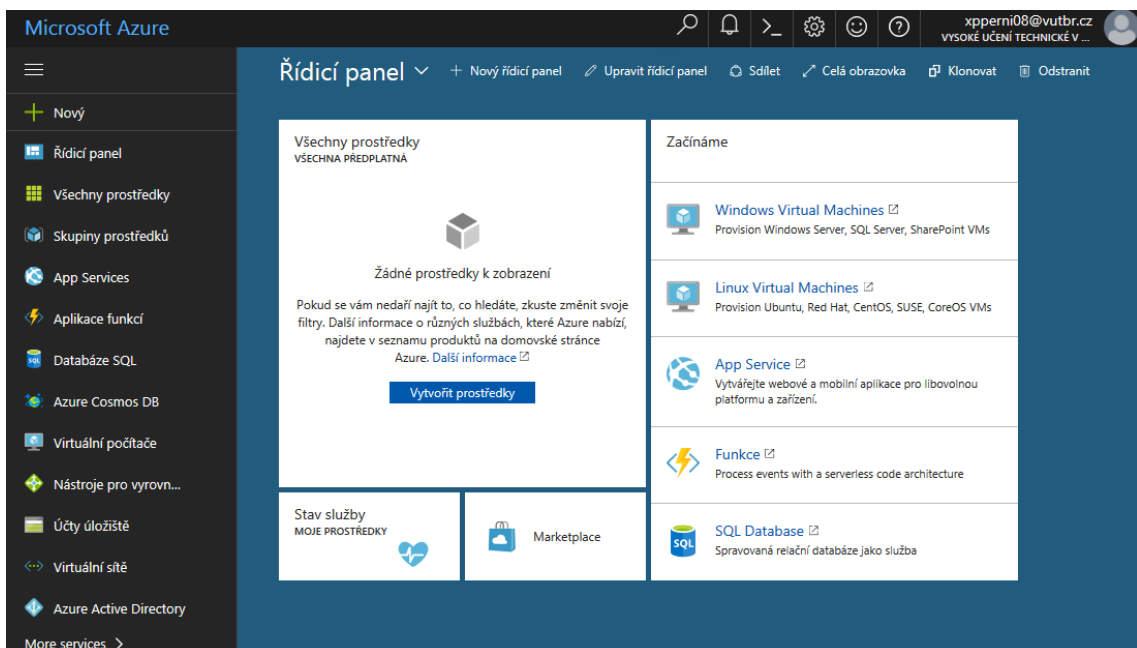 Microsoft Azure
xpperni08@vutbr.cz
VYSOKÉ UČENÍ TECHNICKÉ V ...
Nový
Řídicí panel
Všechny prostředky
Skupiny prostředků
App Services
Aplikace funkcí
Databáze SQL
Azure Cosmos DB
Virtuální počítače
Nástroje pro vyrovn...
Účty úložiště
Virtuální sítě
Azure Active Directory
More services >
Řídicí panel
+ Nový řídicí panel
Upravit řídicí panel
Sdílet
Celá obrazovka
Klonovat
Odstranit
Všechny prostředky
VŠECHNA PŘEDPLATNÁ
Žádné prostředky k zobrazení
Pokud se vám nedaří najít to, co hledáte, zkuste změnit svoje
filtry. Další informace o různých službách, které Azure nabízí,
najdete v seznamu produktů na domovské stránce
Azure. Další informace
Vytvořit prostředky
Stav služby
MOJE PROSTŘEDKY
Marketplace
Začínáme
Windows Virtual Machines
Provision Windows Server, SQL Server, SharePoint VMs
Linux Virtual Machines
Provision Ubuntu, Red Hat, CentOS, SUSE, CoreOS VMs
App Service
Vytvářejte webové a mobilní aplikace pro libovolnou
platformu a zařízení.
Funkce
Process events with a serverless code architecture
SQL
SQL Database
Spravovaná relační databáze jako služba